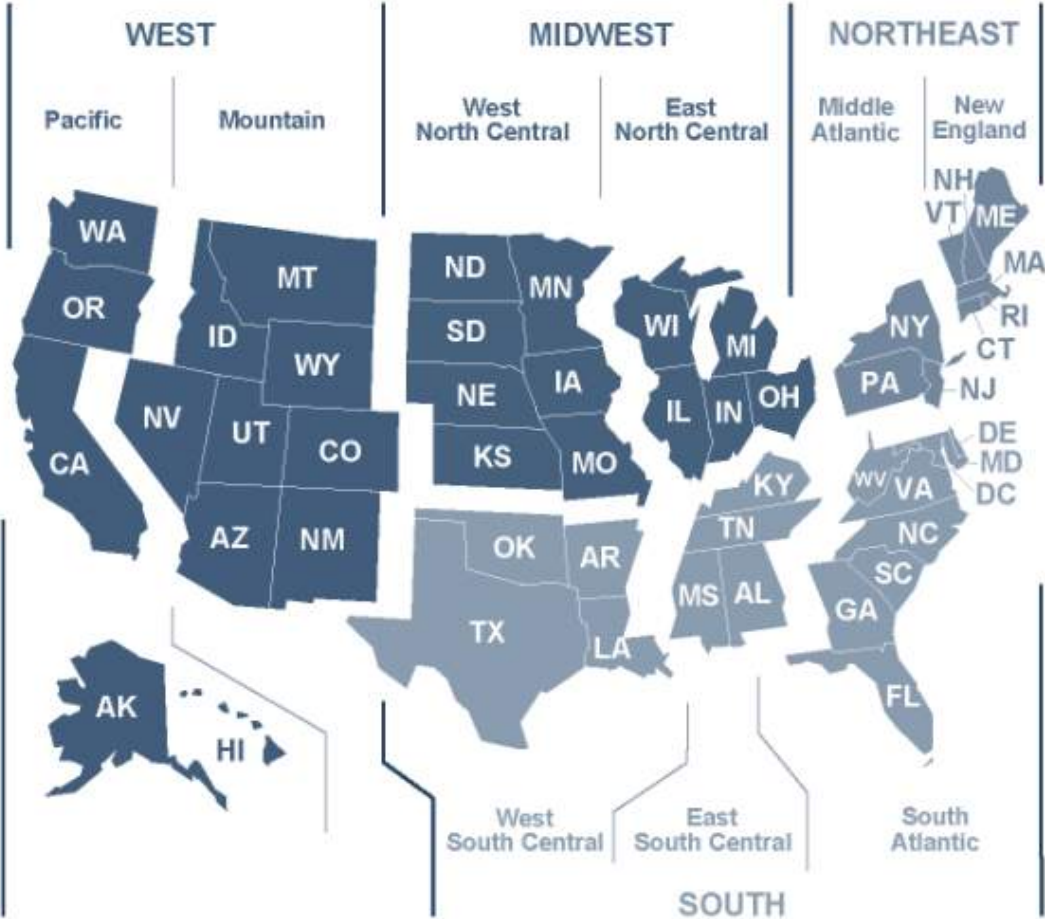 WEST
MIDWEST
NORTHEAST
Pacific
Mountain
West
North Central
East
North Central
Middle
Atlantic
New
England
WA
OR
CA
MT
ID
WY
NV
UT
CO
AZ
NM
AK
HI
ND
MN
SD
NE
IA
KS
MO
WI
MI
IL
IN
OH
NH
VT
ME
MA
RI
CT
NY
PA
NJ
DE
MD
DC
WV
VA
NC
SC
GA
FL
KY
TN
MS
AL
OK
AR
TX
LA
West
South Central
East
South Central
South
Atlantic
SOUTH